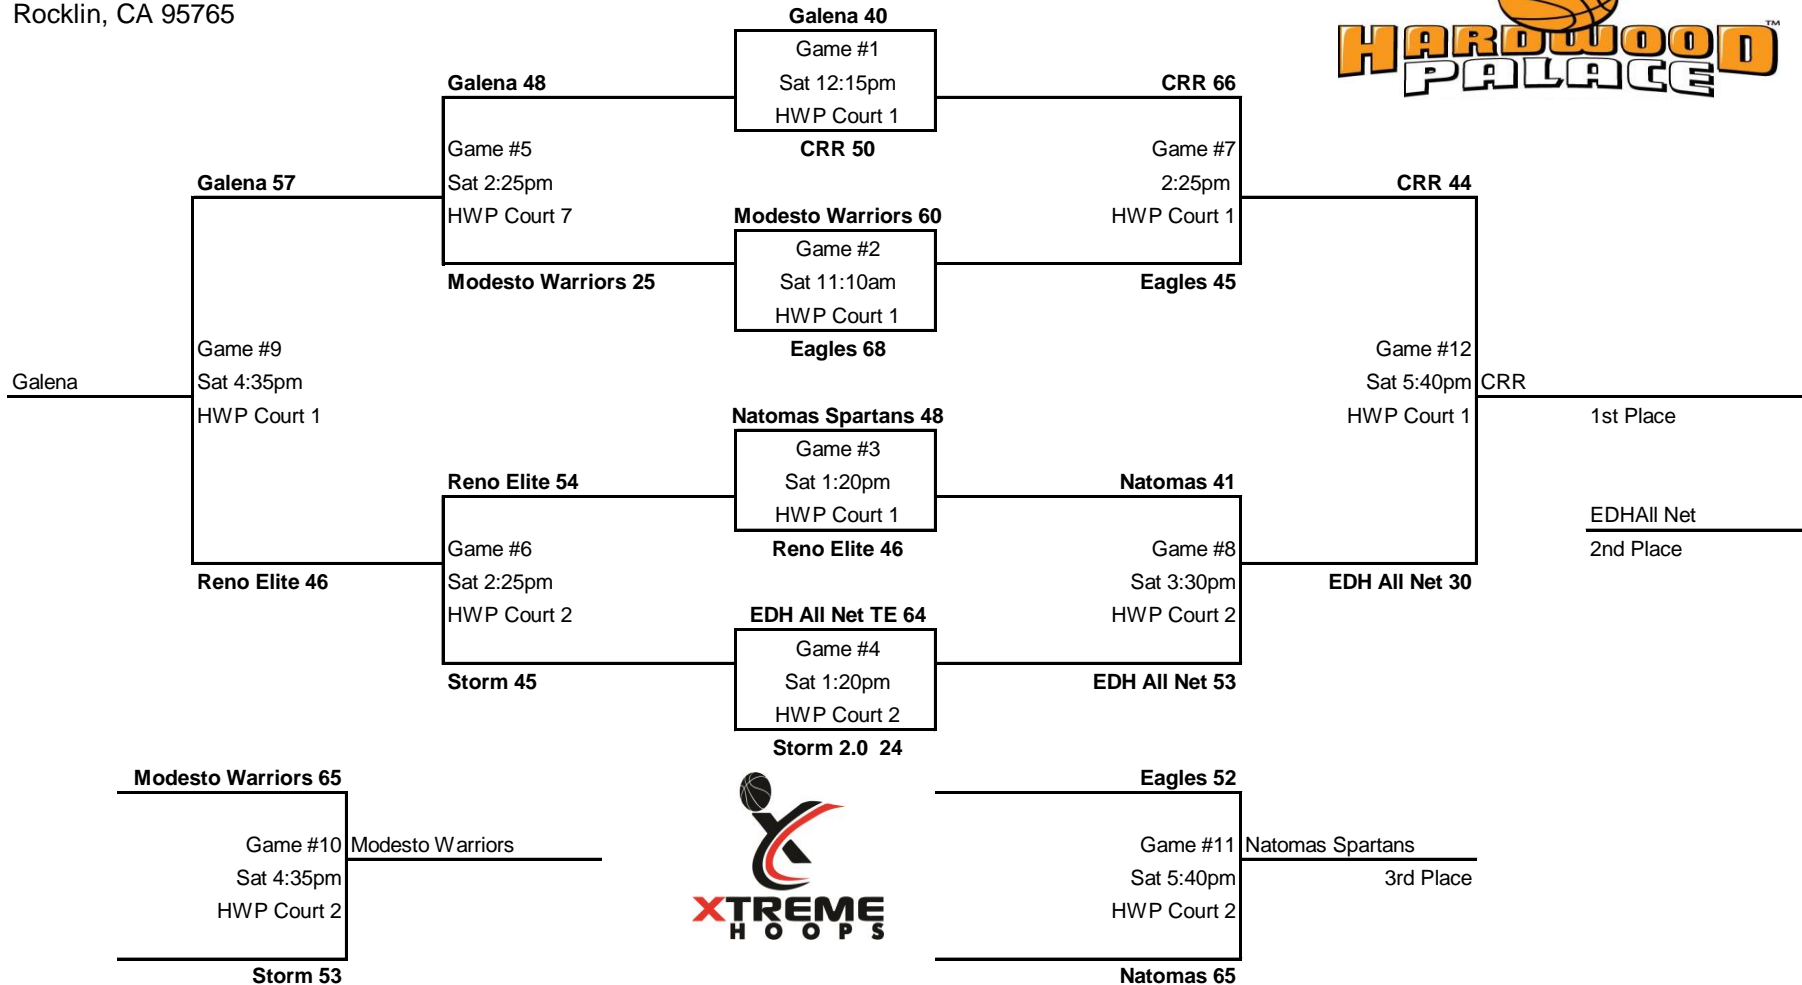 Rocklin, CA 95765
HARDWOOD
PALACE
TM
Galena 40
Game #1
Sat 12:15pm
HWP Court 1
CRR 50
Galena 48
Game #5
Sat 2:25pm
HWP Court 7
Modesto Warriors 25
CRR 66
Game #7
2:25pm
HWP Court 1
Eagles 45
Galena 57
Game #9
Sat 4:35pm
HWP Court 1
Reno Elite 46
Galena
Modesto Warriors 60
Game #2
Sat 11:10am
HWP Court 1
Eagles 68
CRR 44
Game #12
Sat 5:40pm
HWP Court 1
EDH All Net 30
CRR
1st Place
EDHAll Net
2nd Place
Natomas Spartans 48
Game #3
Sat 1:20pm
HWP Court 1
Reno Elite 46
Reno Elite 54
Game #6
Sat 2:25pm
HWP Court 2
Storm 45
Natomas 41
Game #8
Sat 3:30pm
HWP Court 2
EDH All Net 53
EDH All Net TE 64
Game #4
Sat 1:20pm
HWP Court 2
Storm 2.0 24
Modesto Warriors 65
Game #10
Sat 4:35pm
HWP Court 2
Storm 53
Modesto Warriors
XTREME
HOOPS
Eagles 52
Game #11
Sat 5:40pm
HWP Court 2
Natomas 65
Natomas Spartans
3rd Place